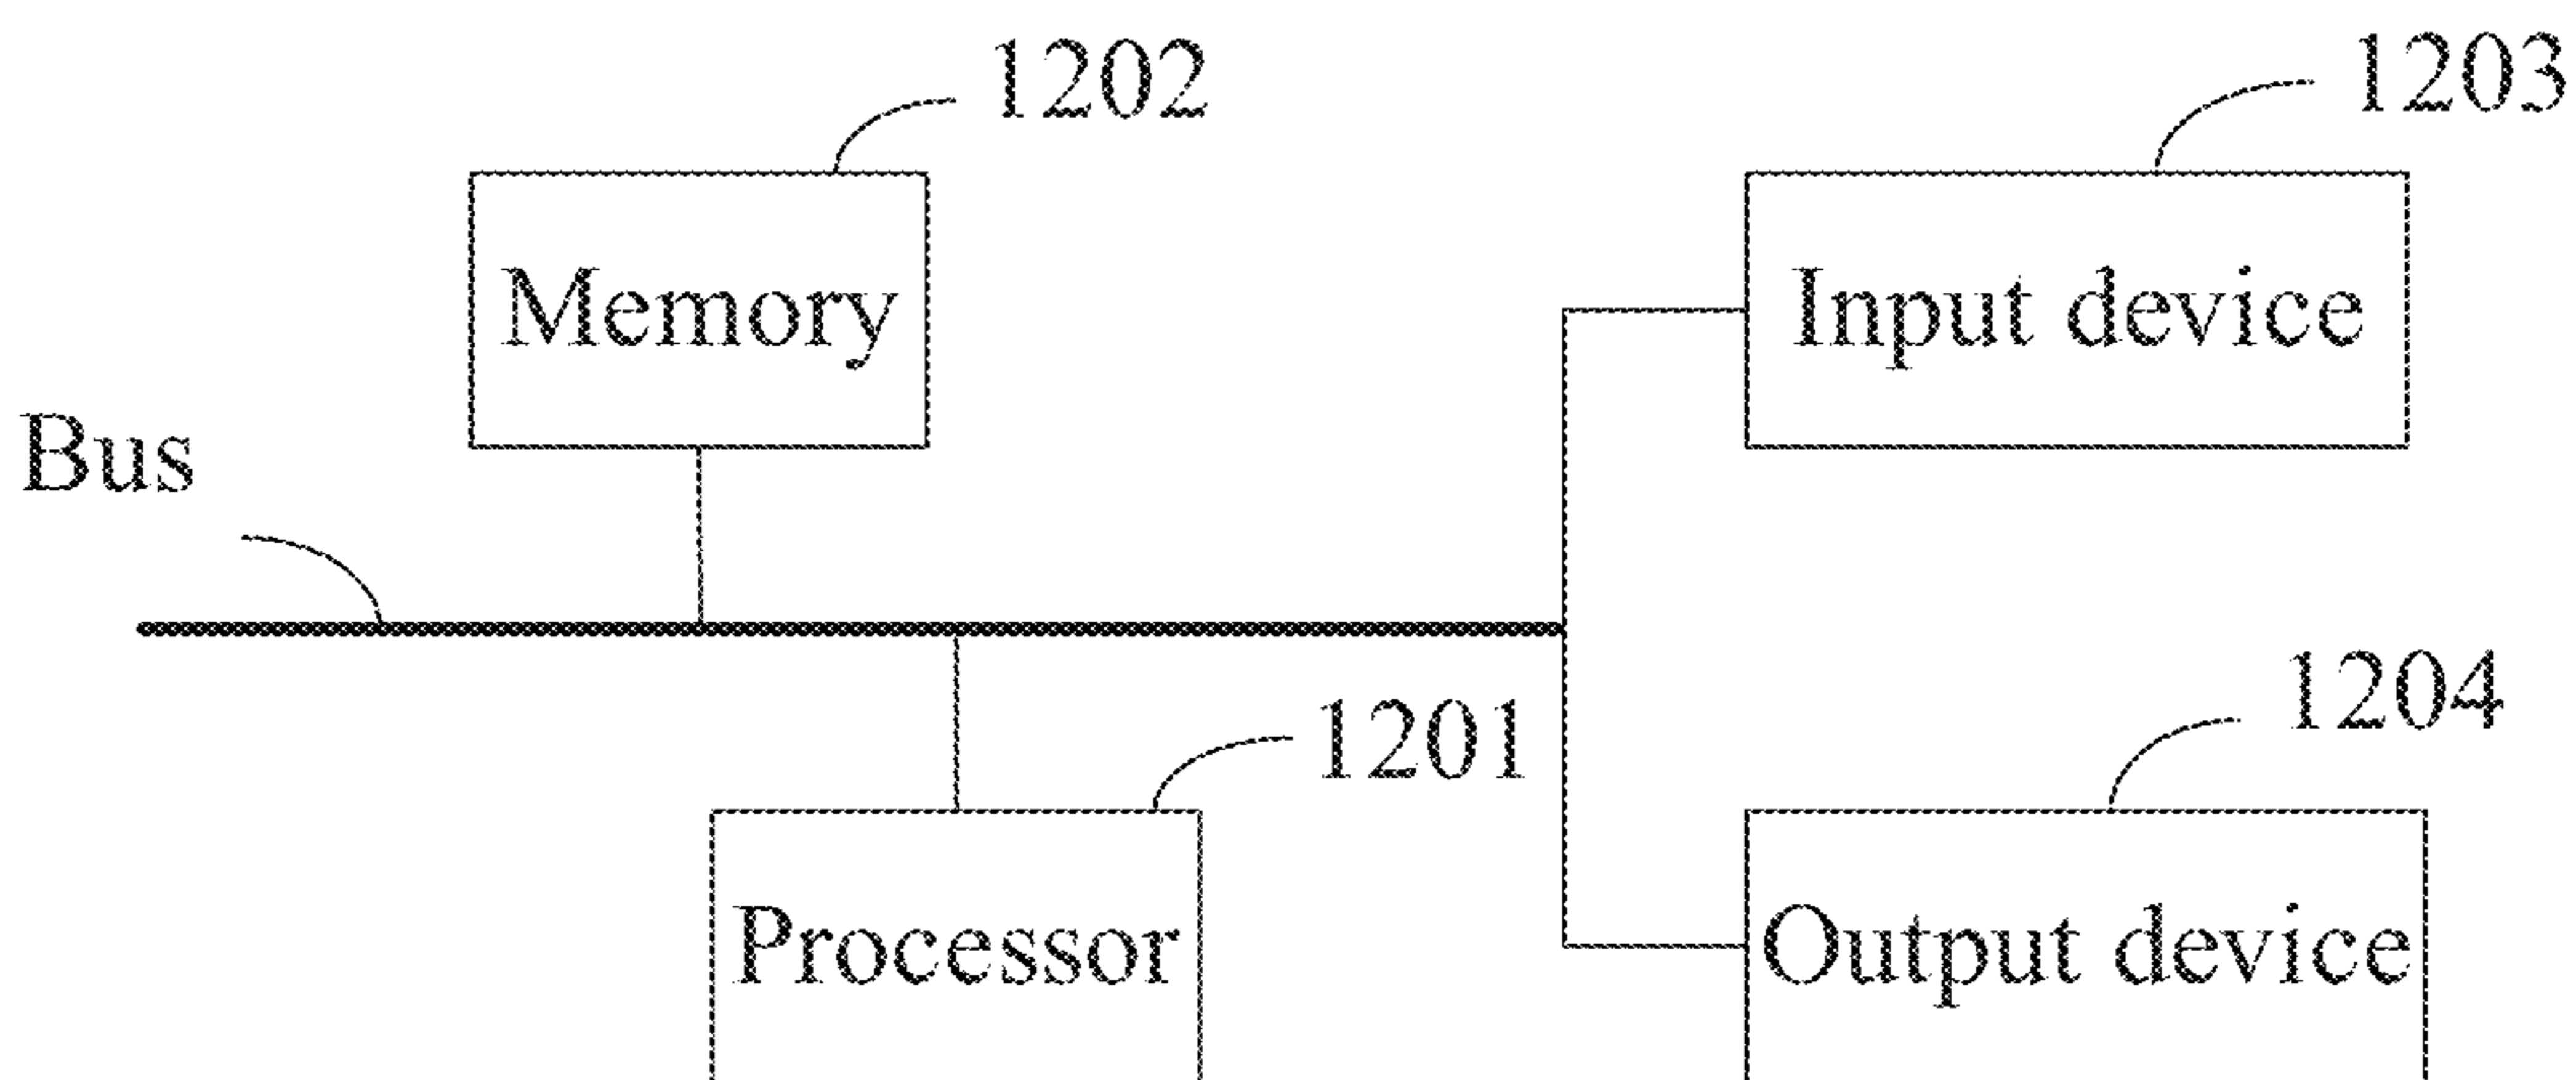 1202
1203
Memory
Input device
Bus
1204
1201
Processor
Output device